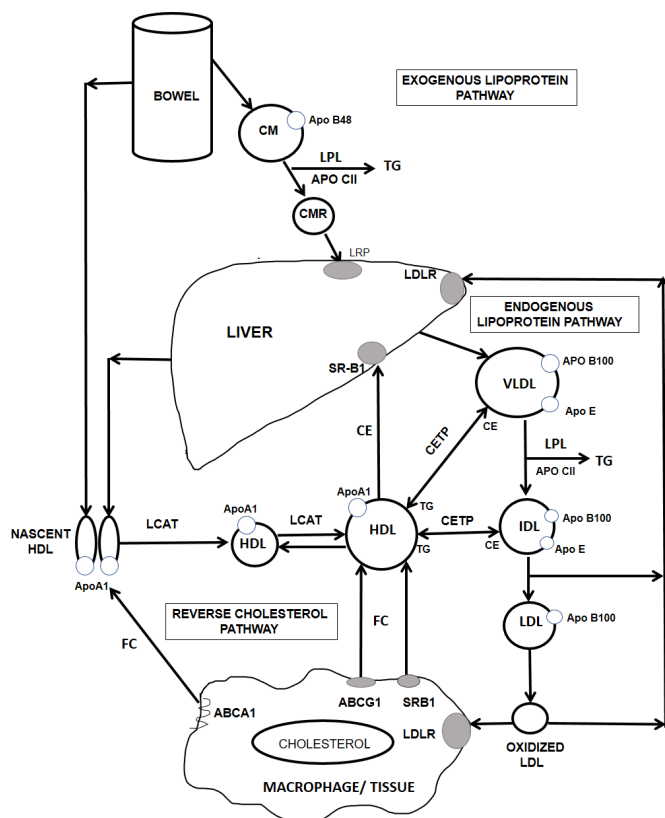 EXOGENOUS LIPOPROTEIN
PATHWAY
BOWEL
CM
Apo B48
LPL
APO CII
TG
CMR
LRP
LDLR
LIVER
ENDOGENOUS
LIPOPROTEIN PATHWAY
SR-B1
APO B100
VLDL
Apo E
CE
CE
CETP
LPL
APO CII
TG
ApoA1
ApoA1
TG
NASCENT
HDL
LCAT
HDL
LCAT
HDL
TG
CETP
CE
IDL
Apo B100
Apo E
ApoA1
REVERSE CHOLESTEROL
PATHWAY
FC
FC
LDL
Apo B100
ABCA1
ABCG1
SRB1
LDLR
CHOLESTEROL
OXIDIZED
LDL
MACROPHAGE/ TISSUE